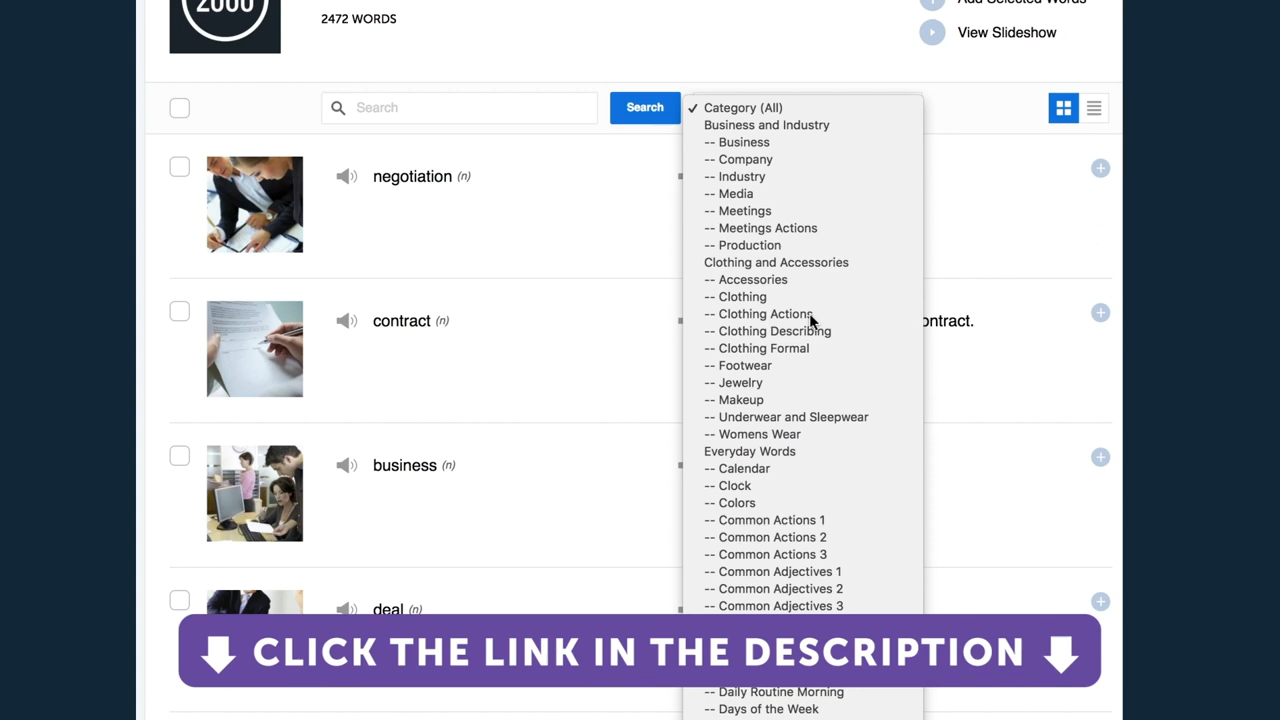 2000
2472 WORDS
Add Selected Words
View Slideshow
Search
Search
✓ Category (All)
Business and Industry
-- Business
-- Company
-- Industry
-- Media
-- Meetings
-- Meetings Actions
-- Production
Clothing and Accessories
-- Accessories
-- Clothing
-- Clothing Actions
-- Clothing Describing
-- Clothing Formal
-- Footwear
-- Jewelry
-- Makeup
-- Underwear and Sleepwear
-- Womens Wear
Everyday Words
-- Calendar
-- Clock
-- Colors
-- Common Actions 1
-- Common Actions 2
-- Common Actions 3
-- Common Adjectives 1
-- Common Adjectives 2
-- Common Adjectives 3
-- Daily Routine Morning
-- Days of the Week
negotiation (n)
contract (n)
ontract.
business (n)
deal (n)
CLICK THE LINK IN THE DESCRIPTION